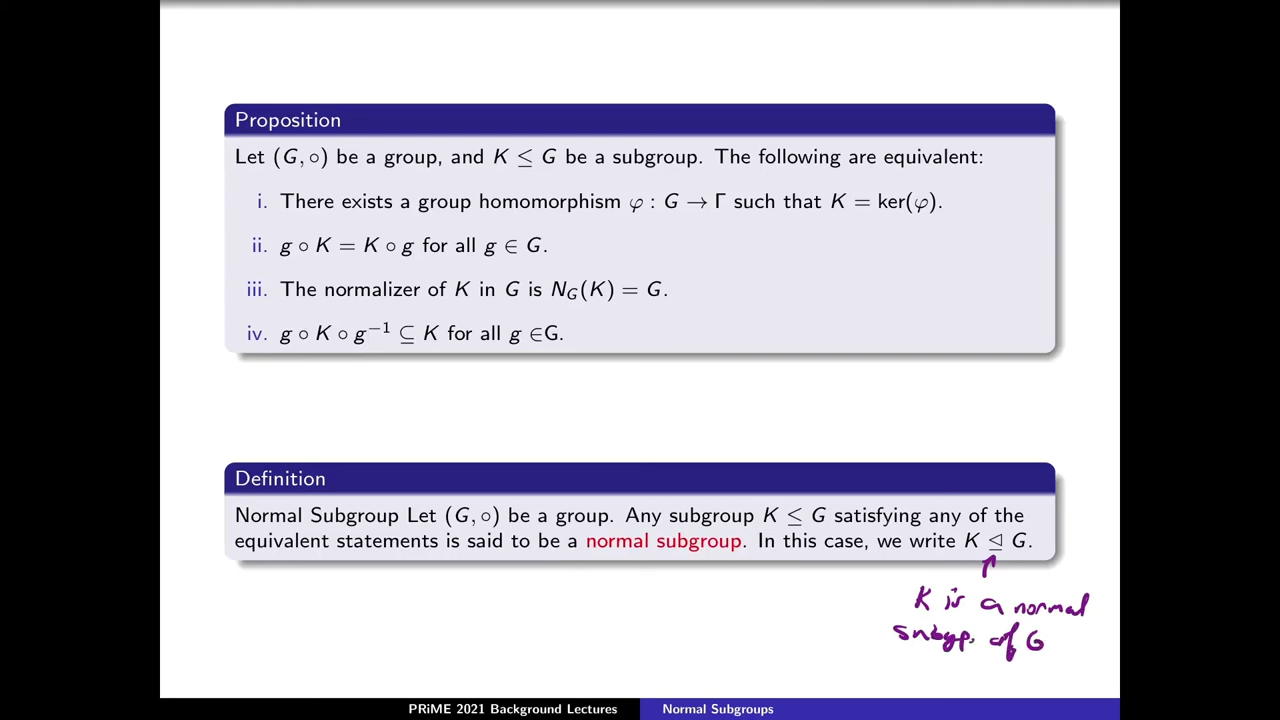 Proposition
Let (G, ∘) be a group, and K ≤ G be a subgroup. The following are equivalent:
i. There exists a group homomorphism φ : G → Γ such that K = ker(φ).
ii. g ∘ K = K ∘ g for all g ∈ G.
iii. The normalizer of K in G is N_G(K) = G.
iv. g ∘ K ∘ g⁻¹ ⊆ K for all g ∈G.
Definition
Normal Subgroup Let (G, ∘) be a group. Any subgroup K ≤ G satisfying any of the
equivalent statements is said to be a normal subgroup. In this case, we write K ⊴ G.
K is a normal
subgp. of G
PRiME 2021 Background Lectures Normal Subgroups